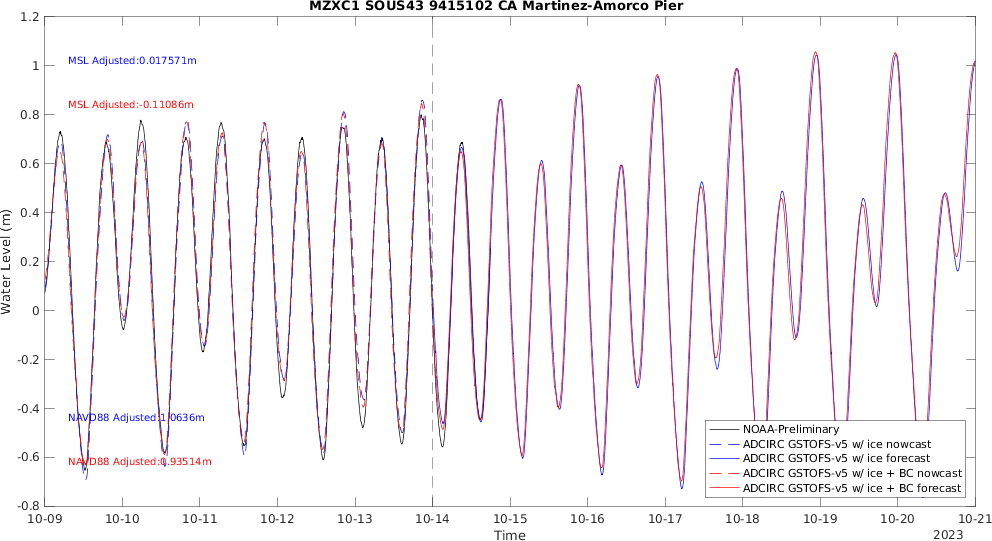 MZXC1 SOUS43 9415102 CA Martinez-Amorco Pier
1.2
1
0.8
0.6
0.4
0.2
0
-0.2
-0.4
-0.6
-0.8
Water Level (m)
MSL Adjusted:0.017571m
MSL Adjusted:-0.11086m
NAVD88 Adjusted:1.0636m
NAVD88 Adjusted:0.93514m
NOAA-Preliminary
ADCIRC GSTOFS-v5 w/ ice nowcast
ADCIRC GSTOFS-v5 w/ ice forecast
ADCIRC GSTOFS-v5 w/ ice + BC nowcast
ADCIRC GSTOFS-v5 w/ ice + BC forecast
10-09 10-10 10-11 10-12 10-13 10-14 10-15 10-16 10-17 10-18 10-19 10-20 10-21
Time
2023